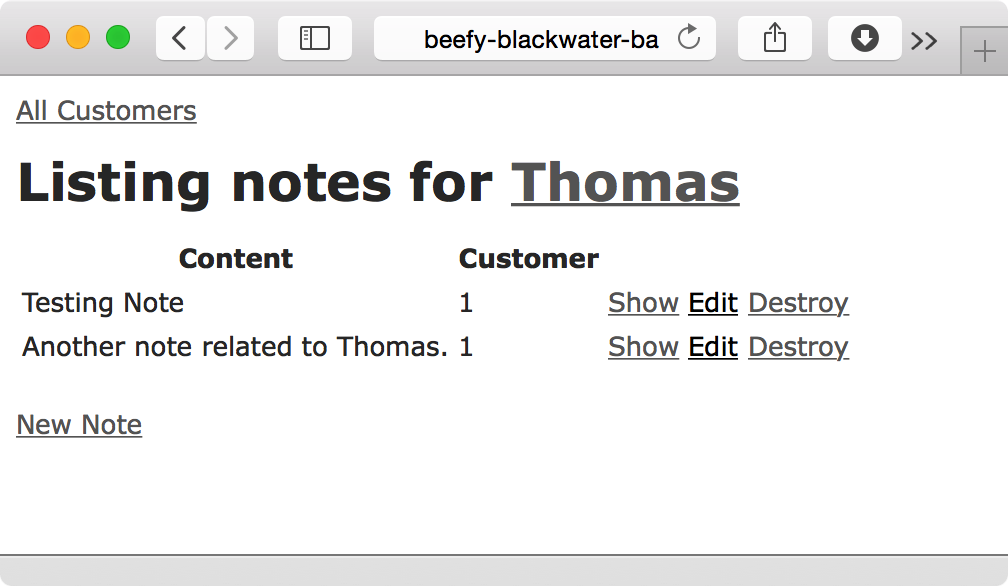 beefy-blackwater-ba
All Customers
Listing notes for Thomas
Content Customer
Testing Note 1 Show Edit Destroy
Another note related to Thomas. 1 Show Edit Destroy
New Note